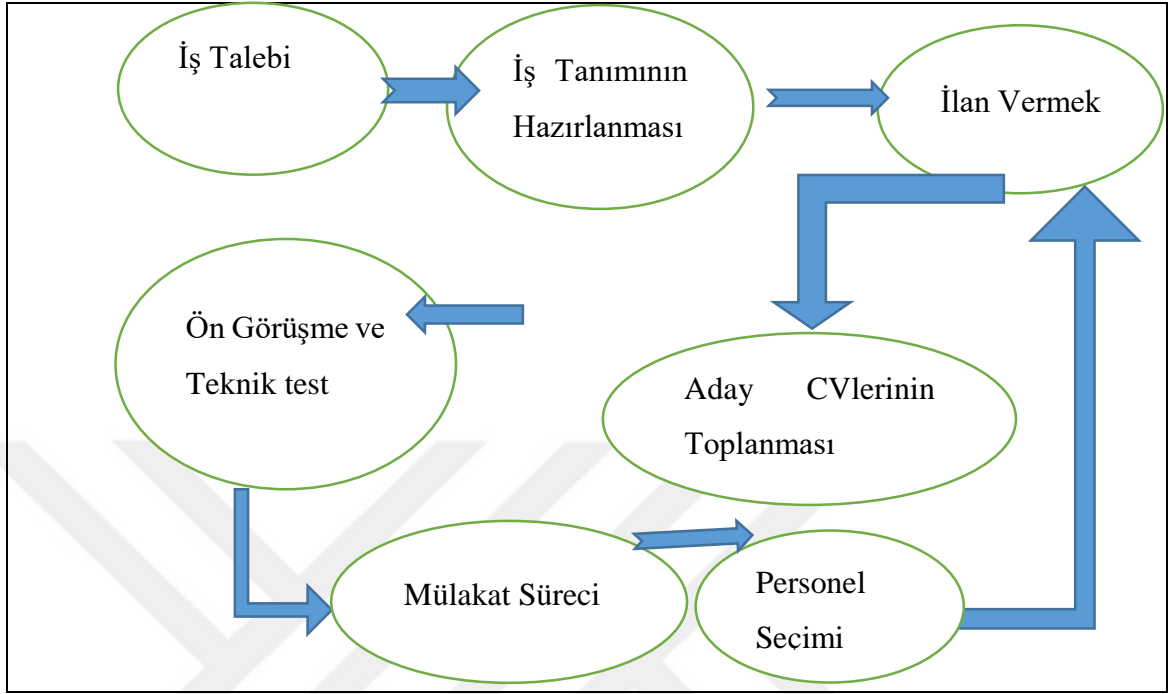 İş Talebi
İş Tanımının
Hazırlanması
İlan Vermek
Aday CVlerinin
Toplanması
Ön Görüşme ve
Teknik test
Mülakat Süreci
Personel
Seçimi